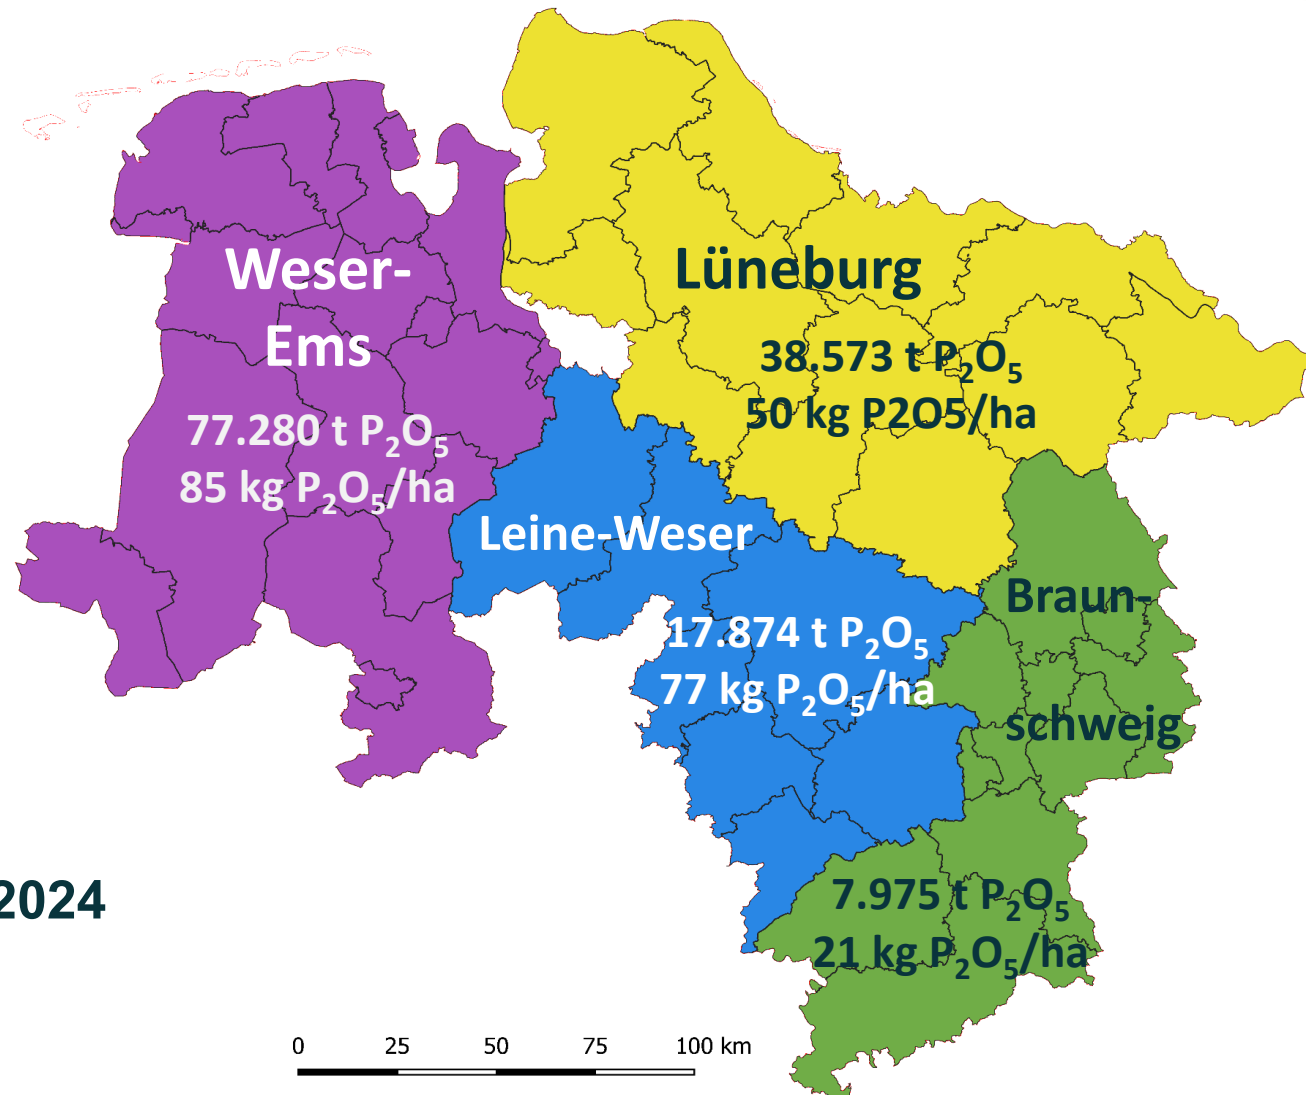 Weser-
Ems
77.280 t P₂O₅
85 kg P₂O₅/ha
Lüneburg
38.573 t P₂O₅
50 kg P2O5/ha
Leine-Weser
17.874 t P₂O₅
77 kg P₂O₅/ha
Braun-
schweig
7.975 t P₂O₅
21 kg P₂O₅/ha
2024
0 25 50 75 100 km